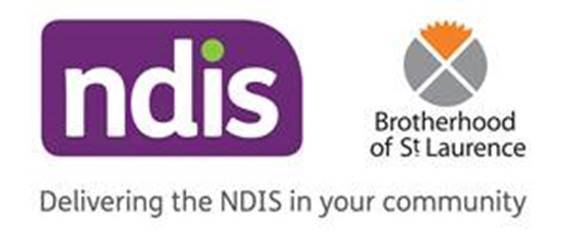 ndis
Brotherhood
of St Laurence
Delivering the NDIS in your community